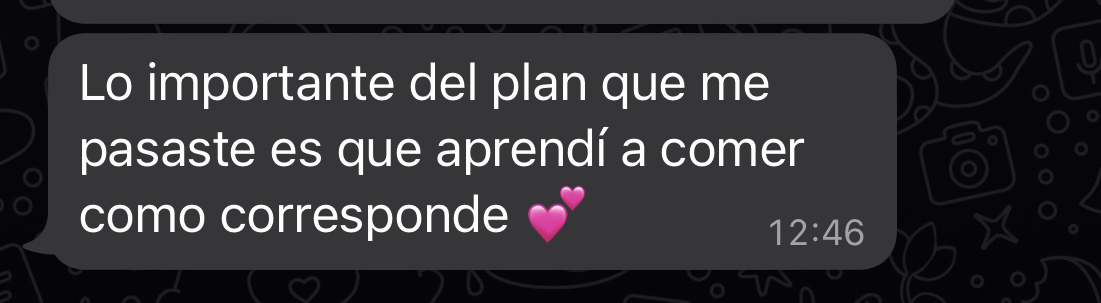 Lo importante del plan que me
pasaste es que aprendí a comer
como corresponde 💕
12:46